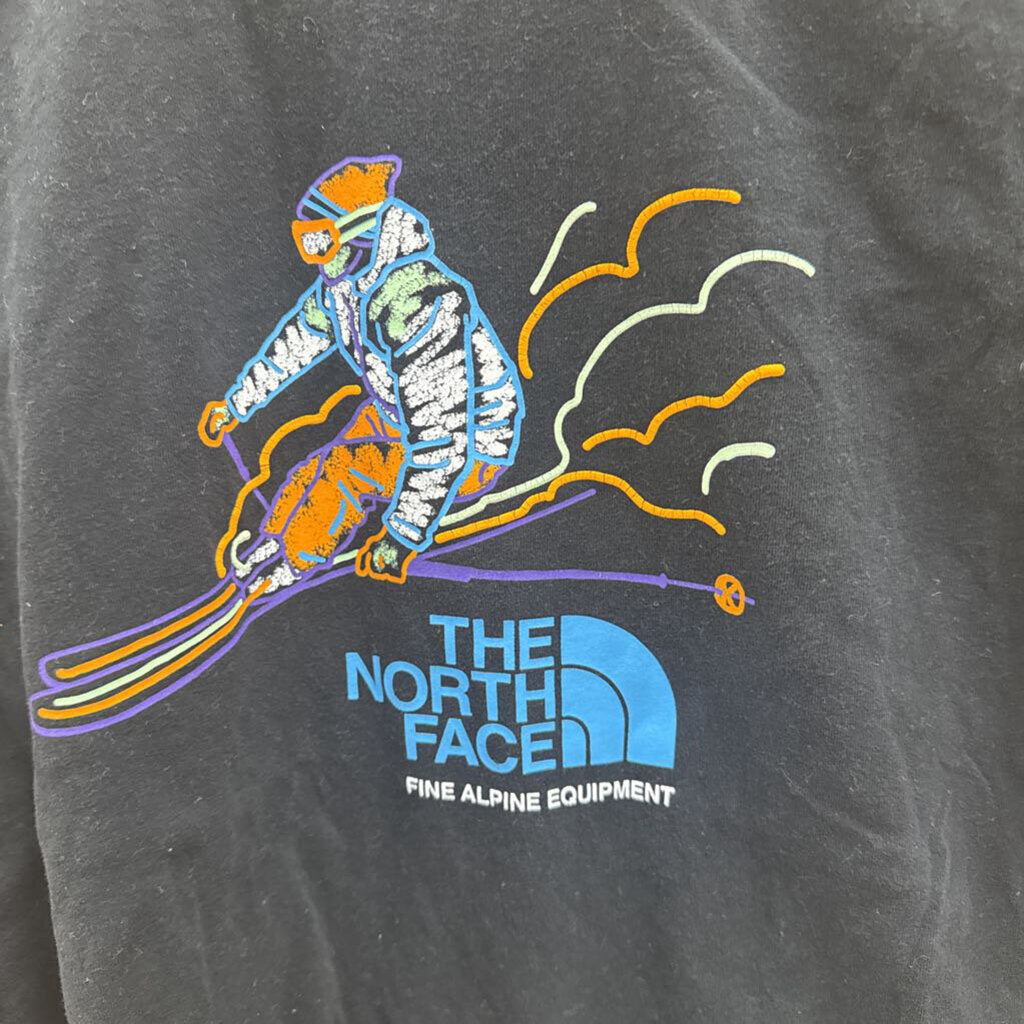 THE
NORTH
FACE
FINE ALPINE EQUIPMENT